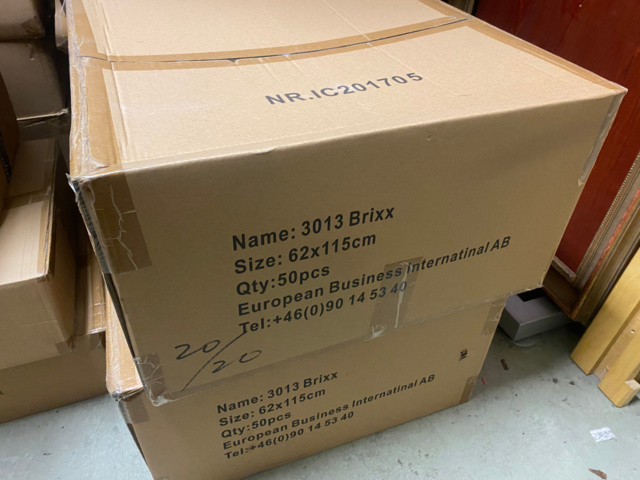 NR.IC201705
Name: 3013 Brixx
Size: 62x115cm
Qty:50pcs
European Business Internatinal AB
Tel:+46(0)90 14 53 40
20/20
Name: 3013 Brixx
Size: 62x115cm
Qty:50pcs
European Business Internatinal AB
Tel:+46(0)90 14 53 40